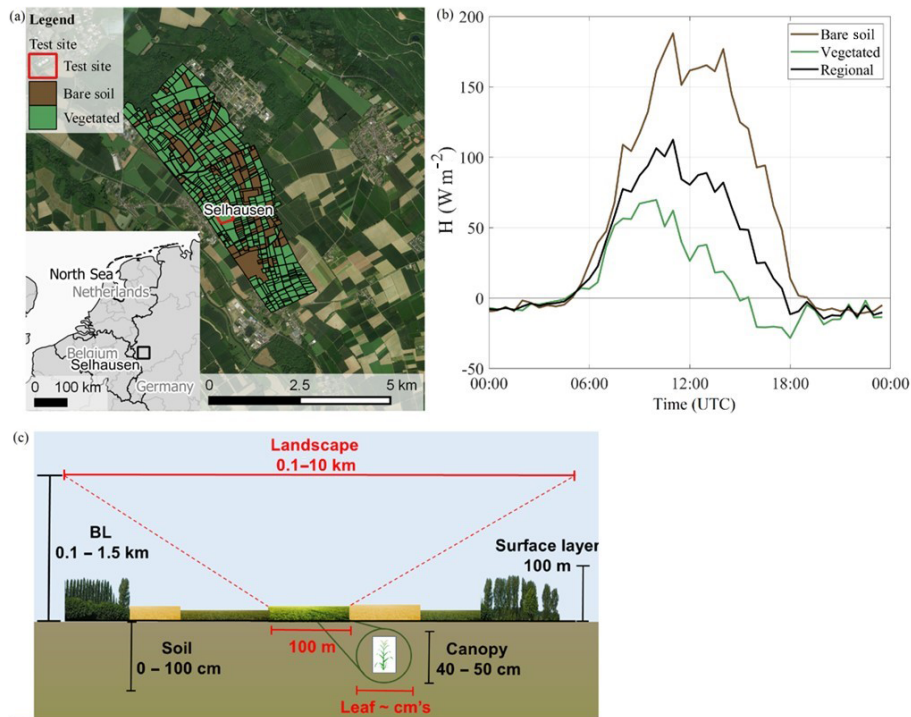 (a)
Legend
Test site
Test site
Bare soil
Vegetated
Selhausen
North Sea
Netherlands
Belgium
Selhausen
Germany
0 100 km
0 2.5 5 km
(b)
200
150
100
50
0
-50
H (W m-2)
Bare soil
Vegetated
Regional
00:00 06:00 12:00 18:00 00:00
Time (UTC)
(c)
Landscape
0.1–10 km
BL
0.1 – 1.5 km
Surface layer
100 m
Soil
0 – 100 cm
100 m
Canopy
40 – 50 cm
Leaf ~ cm's